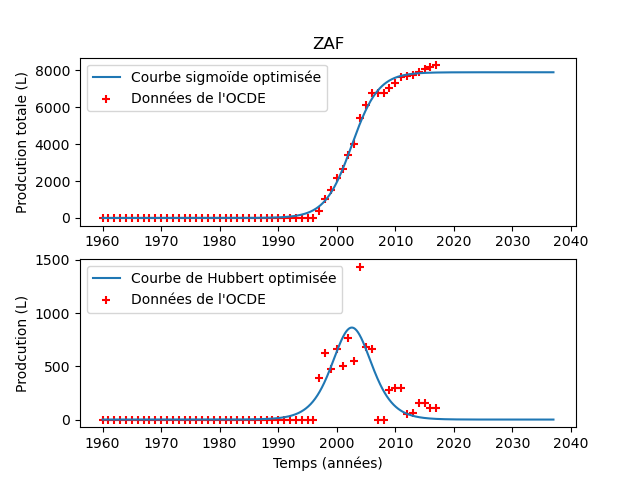 ZAF
Prodcution totale (L)
8000
6000
4000
2000
0
Courbe sigmoïde optimisée
Données de l'OCDE
1960 1970 1980 1990 2000 2010 2020 2030 2040
Prodcution (L)
1500
1000
500
0
Courbe de Hubbert optimisée
Données de l'OCDE
1960 1970 1980 1990 2000 2010 2020 2030 2040
Temps (années)